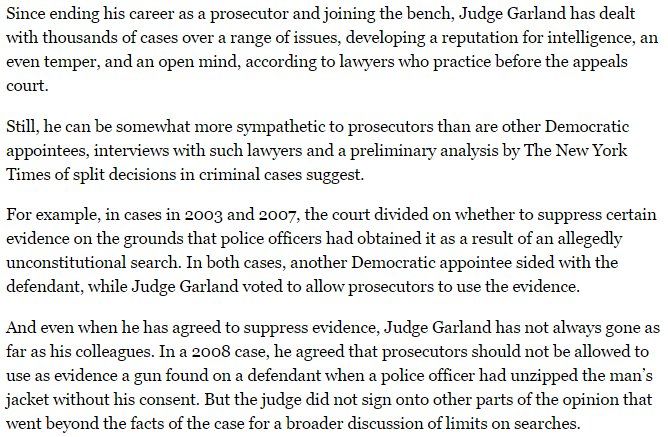 Since ending his career as a prosecutor and joining the bench, Judge Garland has dealt
with thousands of cases over a range of issues, developing a reputation for intelligence, an
even temper, and an open mind, according to lawyers who practice before the appeals
court.
Still, he can be somewhat more sympathetic to prosecutors than are other Democratic
appointees, interviews with such lawyers and a preliminary analysis by The New York
Times of split decisions in criminal cases suggest.
For example, in cases in 2003 and 2007, the court divided on whether to suppress certain
evidence on the grounds that police officers had obtained it as a result of an allegedly
unconstitutional search. In both cases, another Democratic appointee sided with the
defendant, while Judge Garland voted to allow prosecutors to use the evidence.
And even when he has agreed to suppress evidence, Judge Garland has not always gone as
far as his colleagues. In a 2008 case, he agreed that prosecutors should not be allowed to
use as evidence a gun found on a defendant when a police officer had unzipped the man’s
jacket without his consent. But the judge did not sign onto other parts of the opinion that
went beyond the facts of the case for a broader discussion of limits on searches.